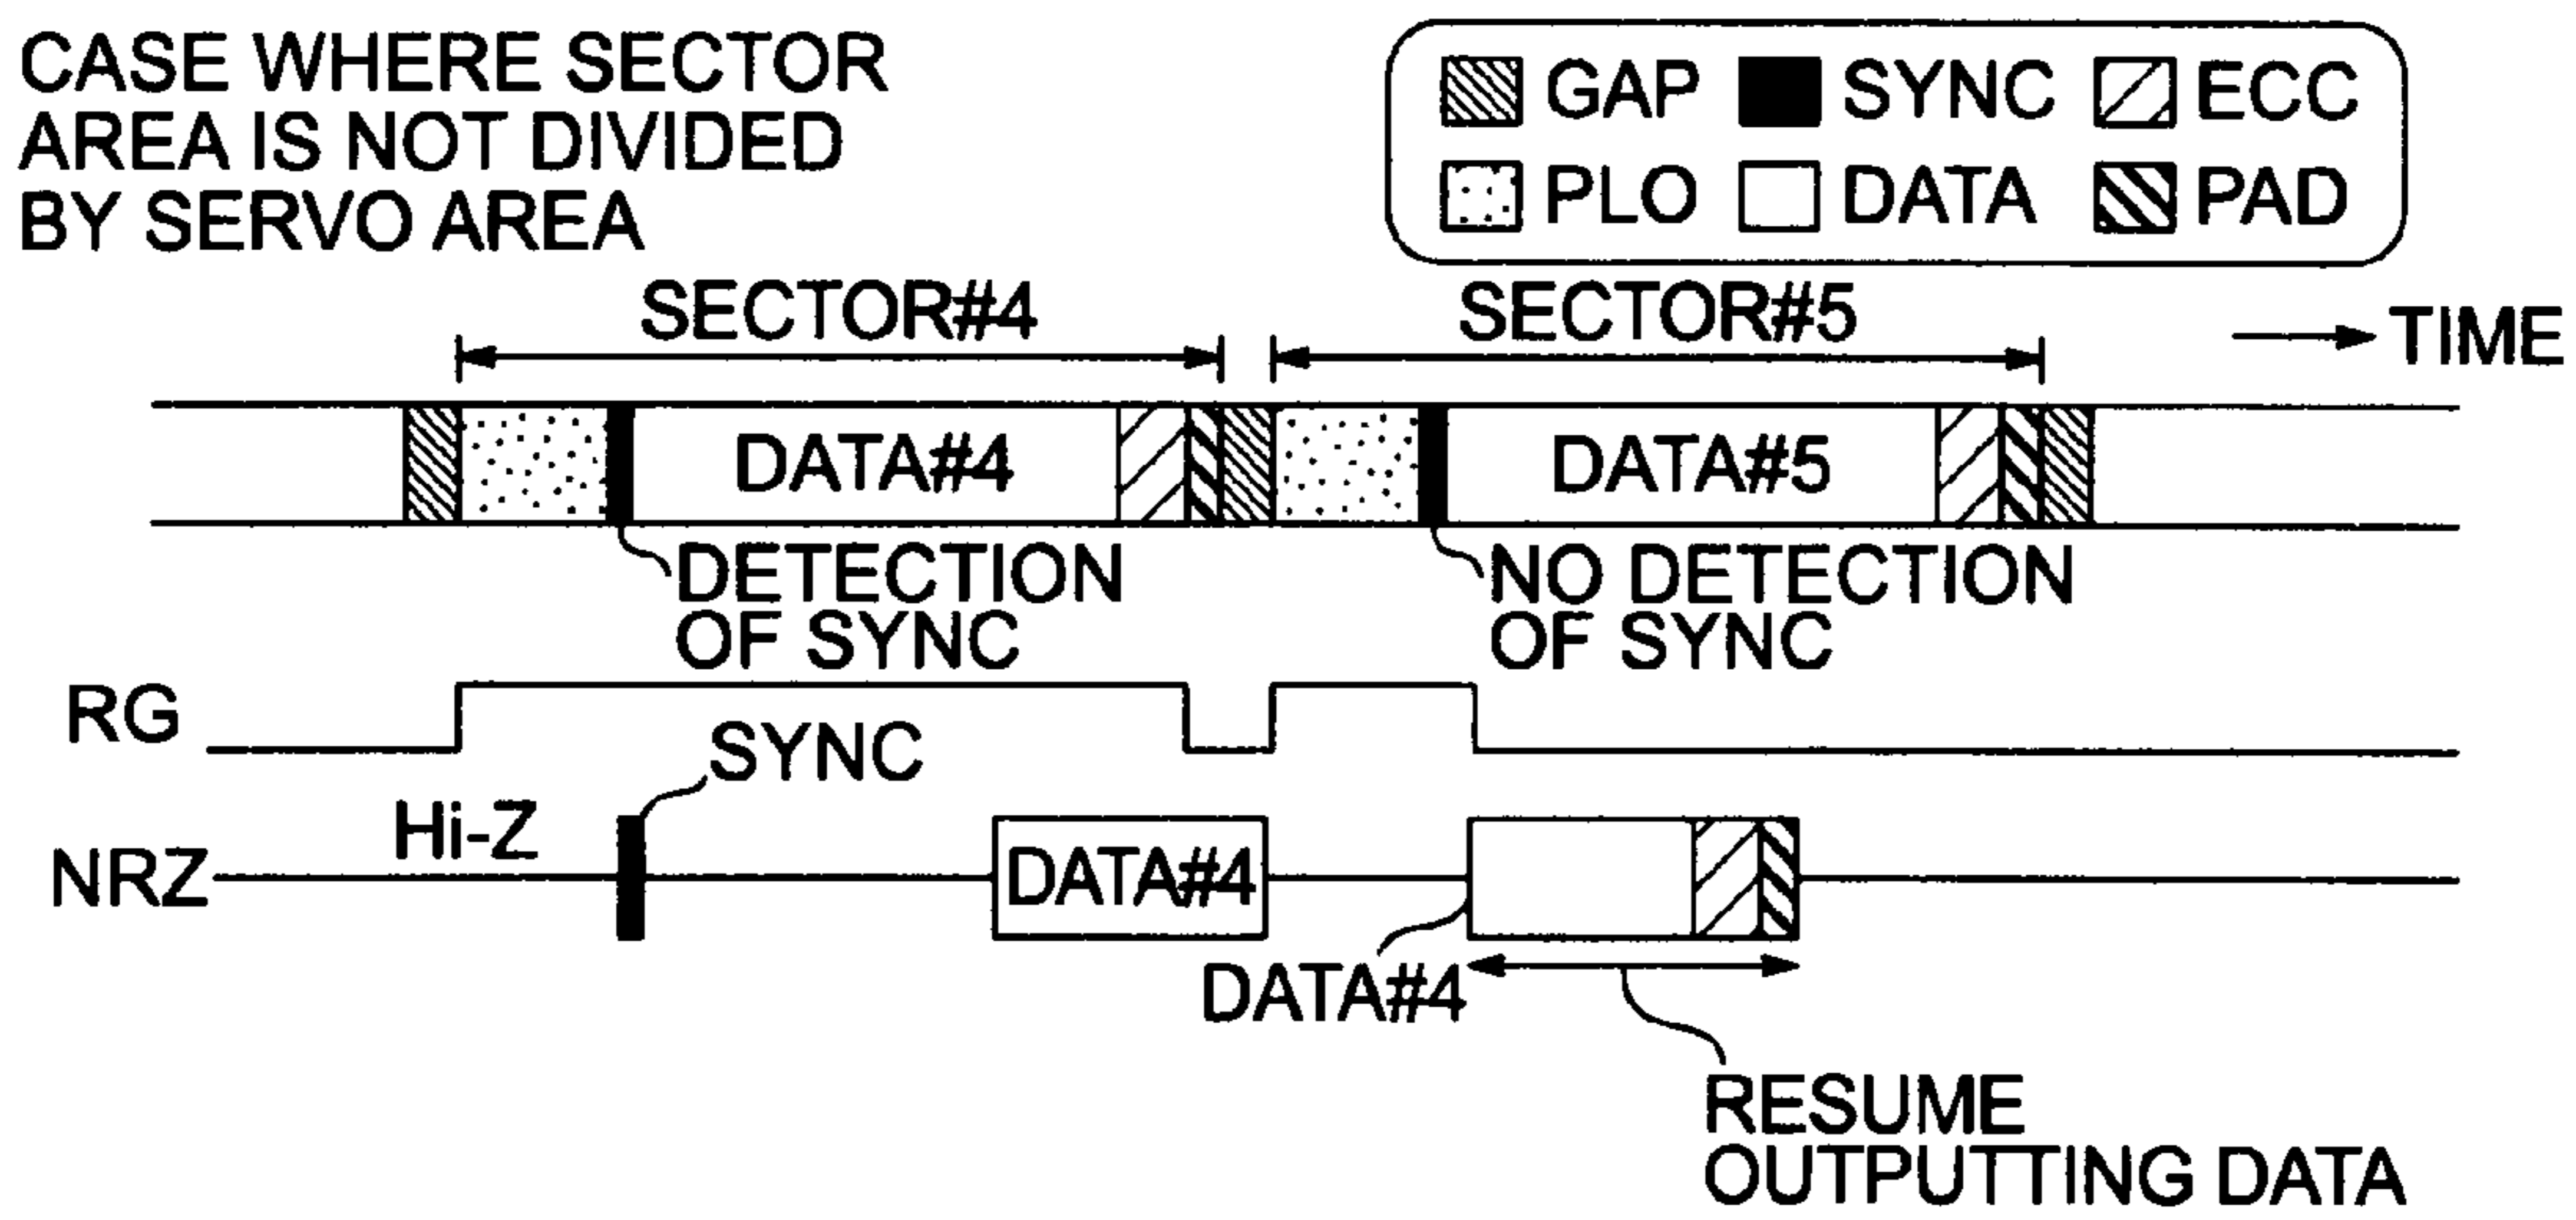 CASE WHERE SECTOR
AREA IS NOT DIVIDED
BY SERVO AREA
GAP SYNC ECC
PLO DATA PAD
SECTOR#4 SECTOR#5
TIME
DATA#4 DATA#5
DETECTION
OF SYNC
NO DETECTION
OF SYNC
RG
SYNC
Hi-Z
NRZ
DATA#4
DATA#4
RESUME
OUTPUTTING DATA